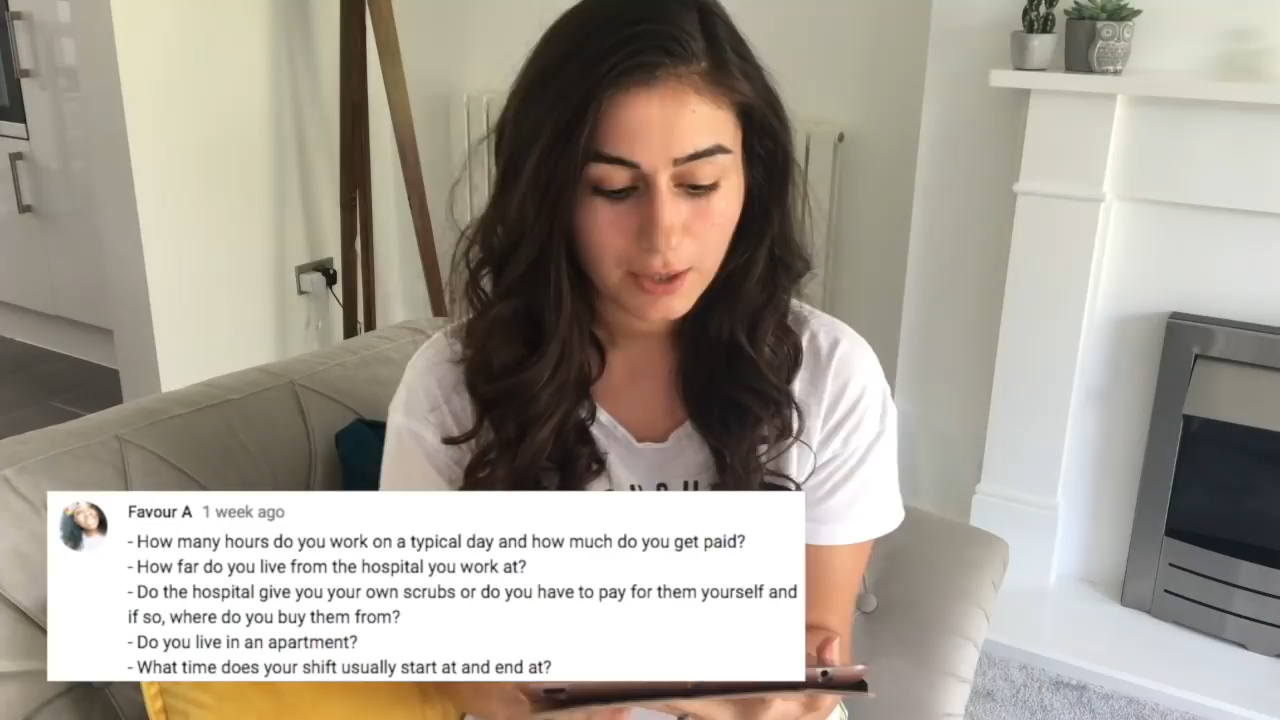 Favour A 1 week ago
- How many hours do you work on a typical day and how much do you get paid?
- How far do you live from the hospital you work at?
- Do the hospital give you your own scrubs or do you have to pay for them yourself and
if so, where do you buy them from?
- Do you live in an apartment?
- What time does your shift usually start at and end at?